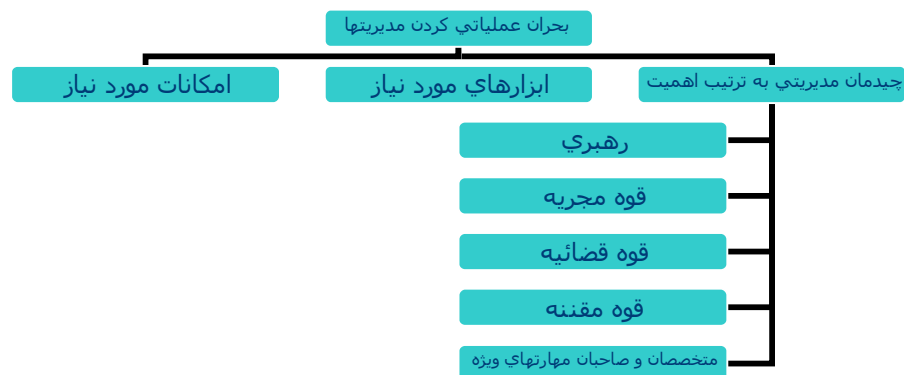 بحران عملياتي كردن مديريتها
چيدمان مديريتي به ترتيب اهميت
ابزارهاي مورد نياز
امكانات مورد نياز
رهبري
قوه مجريه
قوه قضائيه
قوه مقننه
متخصصان و صاحبان مهارتهاي ويژه